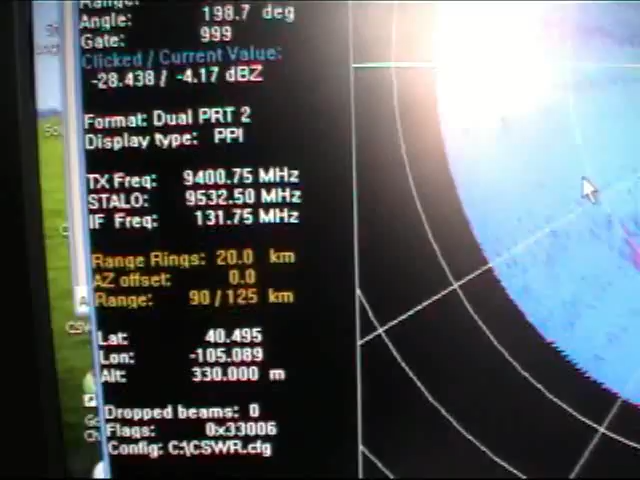 Range:
Angle: 198.7 deg
Gate: 999
Clicked / Current Value:
-28.438 / -4.17 dBZ
Format: Dual PRT 2
Display type: PPI
TX Freq: 9400.75 MHz
STALO: 9532.50 MHz
IF Freq: 131.75 MHz
Range Rings: 20.0 km
AZ offset: 0.0
Range: 90 / 125 km
Lat: 40.495
Lon: -105.089
Alt: 330.000 m
Dropped beams: 0
Flags: 0x33006
Config: C:\CSWR.cfg